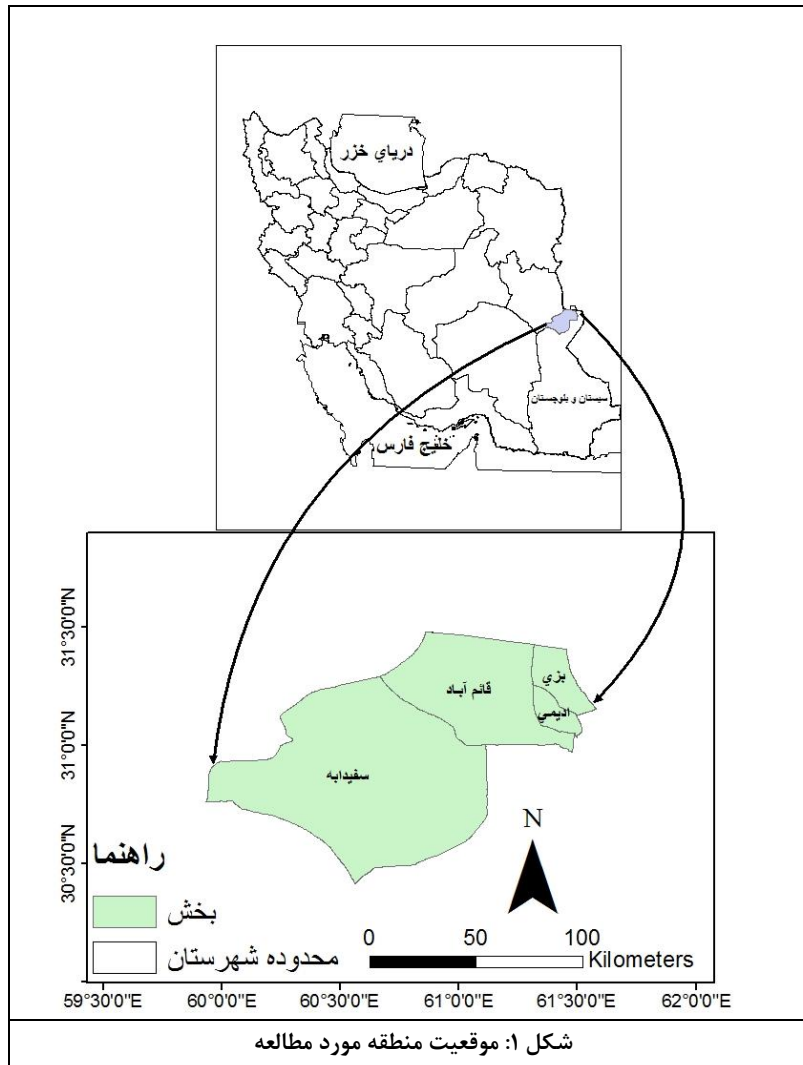 درياي خزر
سيستان و بلوچستان
خليج فارس
31°30'0"N
31°0'0"N
30°30'0"N
بزي
قائم آباد
اديمي
سفيدابه
N
راهنما
بخش
محدوده شهرستان
0 50 100
Kilometers
59°30'0"E 60°0'0"E 60°30'0"E 61°0'0"E 61°30'0"E 62°0'0"E
شکل ۱: موقعیت منطقه مورد مطالعه